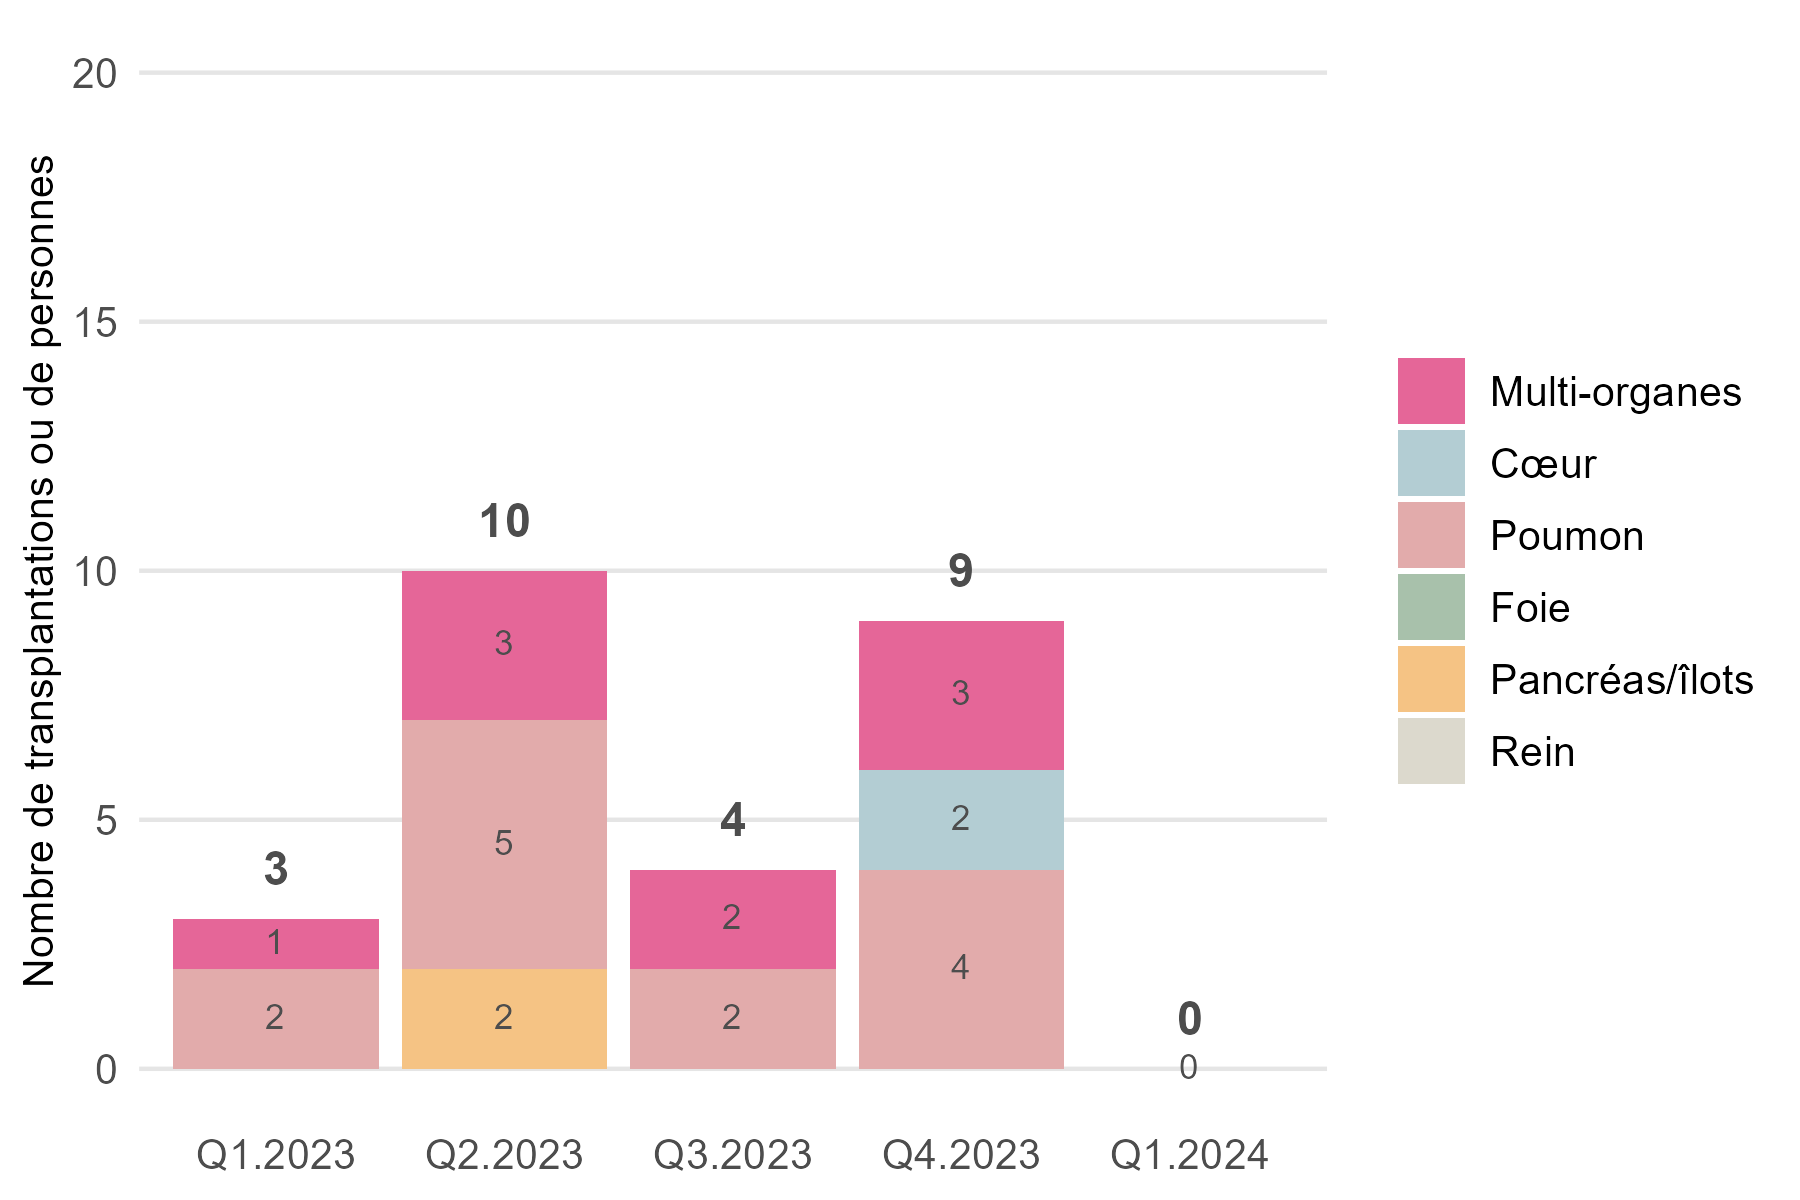 Nombre de transplantations ou de personnes
20
15
10
5
0
3
1
2
10
3
5
2
4
2
2
9
3
2
4
0
0
Q1.2023
Q2.2023
Q3.2023
Q4.2023
Q1.2024
Multi-organes
Cœur
Poumon
Foie
Pancréas/îlots
Rein